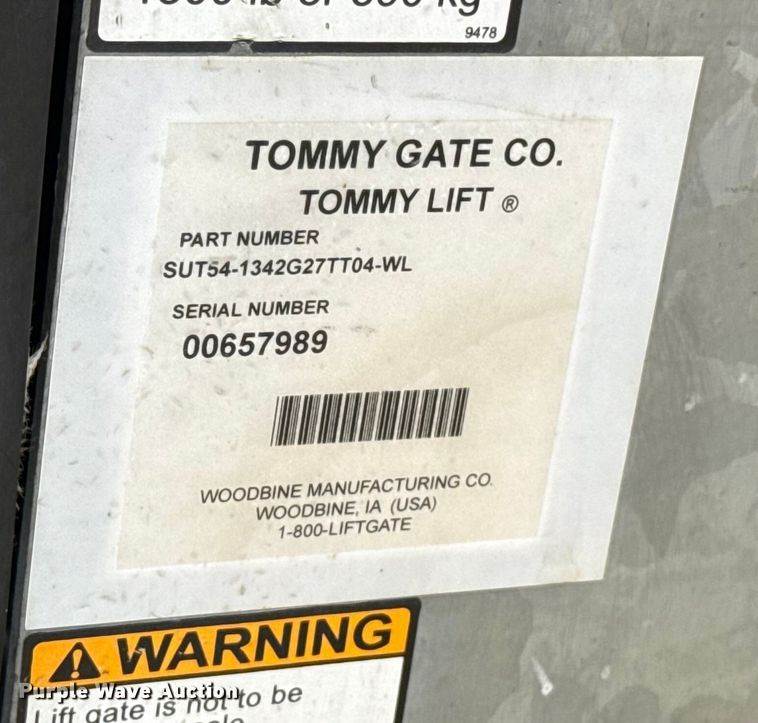 9478
TOMMY GATE CO.
TOMMY LIFT ®
PART NUMBER
SUT54-1342G27TT04-WL
SERIAL NUMBER
00657989
WOODBINE MANUFACTURING CO.
WOODBINE, IA (USA)
1-800-LIFTGATE
WARNING
Purple Wave Auction
Lift gate is not to be